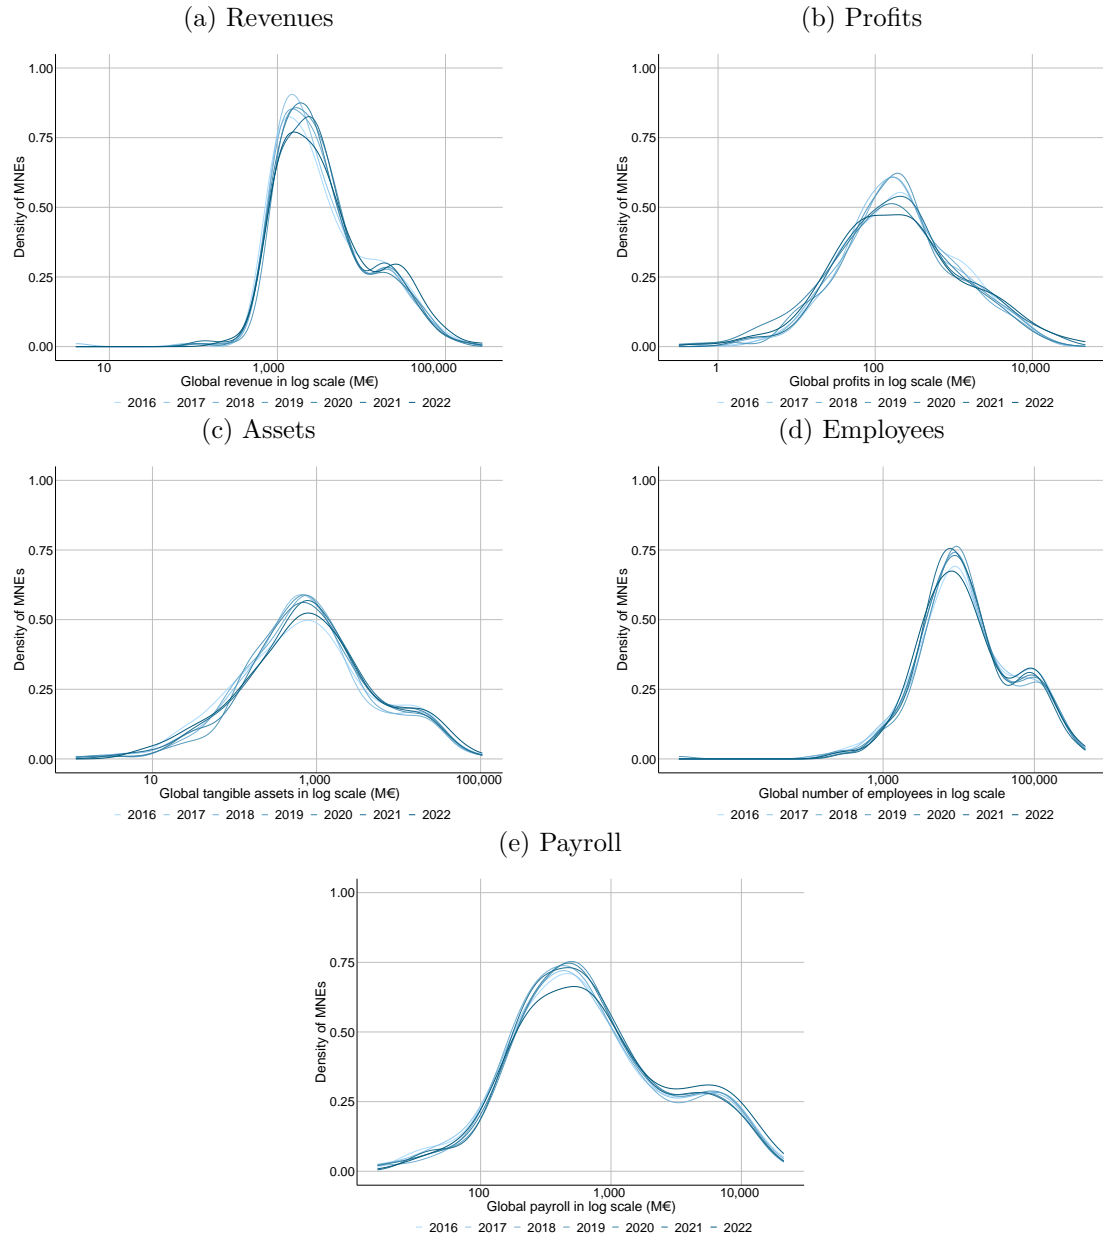 (a) Revenues
(b) Profits
1.00
0.75
0.50
0.25
0.00
Density of MNEs
10
1,000
100,000
Global revenue in log scale (M€)
2016 2017 2018 2019 2020 2021 2022
1.00
0.75
0.50
0.25
0.00
Density of MNEs
1
100
10,000
Global profits in log scale (M€)
2016 2017 2018 2019 2020 2021 2022
(c) Assets
(d) Employees
1.00
0.75
0.50
0.25
0.00
Density of MNEs
10
1,000
100,000
Global tangible assets in log scale (M€)
2016 2017 2018 2019 2020 2021 2022
1.00
0.75
0.50
0.25
0.00
Density of MNEs
1,000
100,000
Global number of employees in log scale
2016 2017 2018 2019 2020 2021 2022
(e) Payroll
1.00
0.75
0.50
0.25
0.00
Density of MNEs
100
1,000
10,000
Global payroll in log scale (M€)
2016 2017 2018 2019 2020 2021 2022